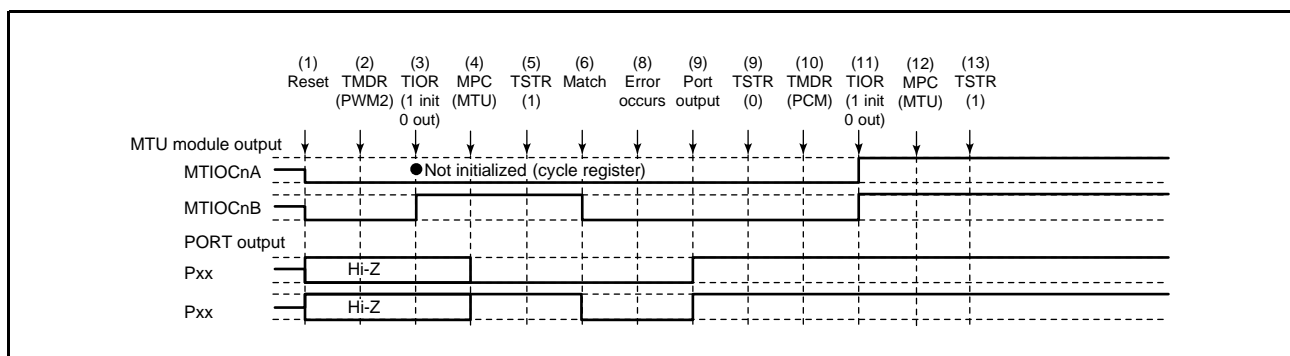 (1) (2) (3) (4) (5) (6) (8) (9) (9) (10) (11) (12) (13)
Reset TMDR TIOR MPC TSTR Match Error Port TSTR TMDR TIOR MPC TSTR
(PWM2) (1 init (MTU) (1) occurs output (0) (PCM) (1 init (MTU) (1)
0 out) 0 out)
MTU module output
MTIOCnA ●Not initialized (cycle register)
MTIOCnB
PORT output
Pxx Hi-Z
Pxx Hi-Z